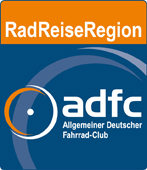 RadReiseRegion
adfc
Allgemeiner Deutscher
Fahrrad-Club